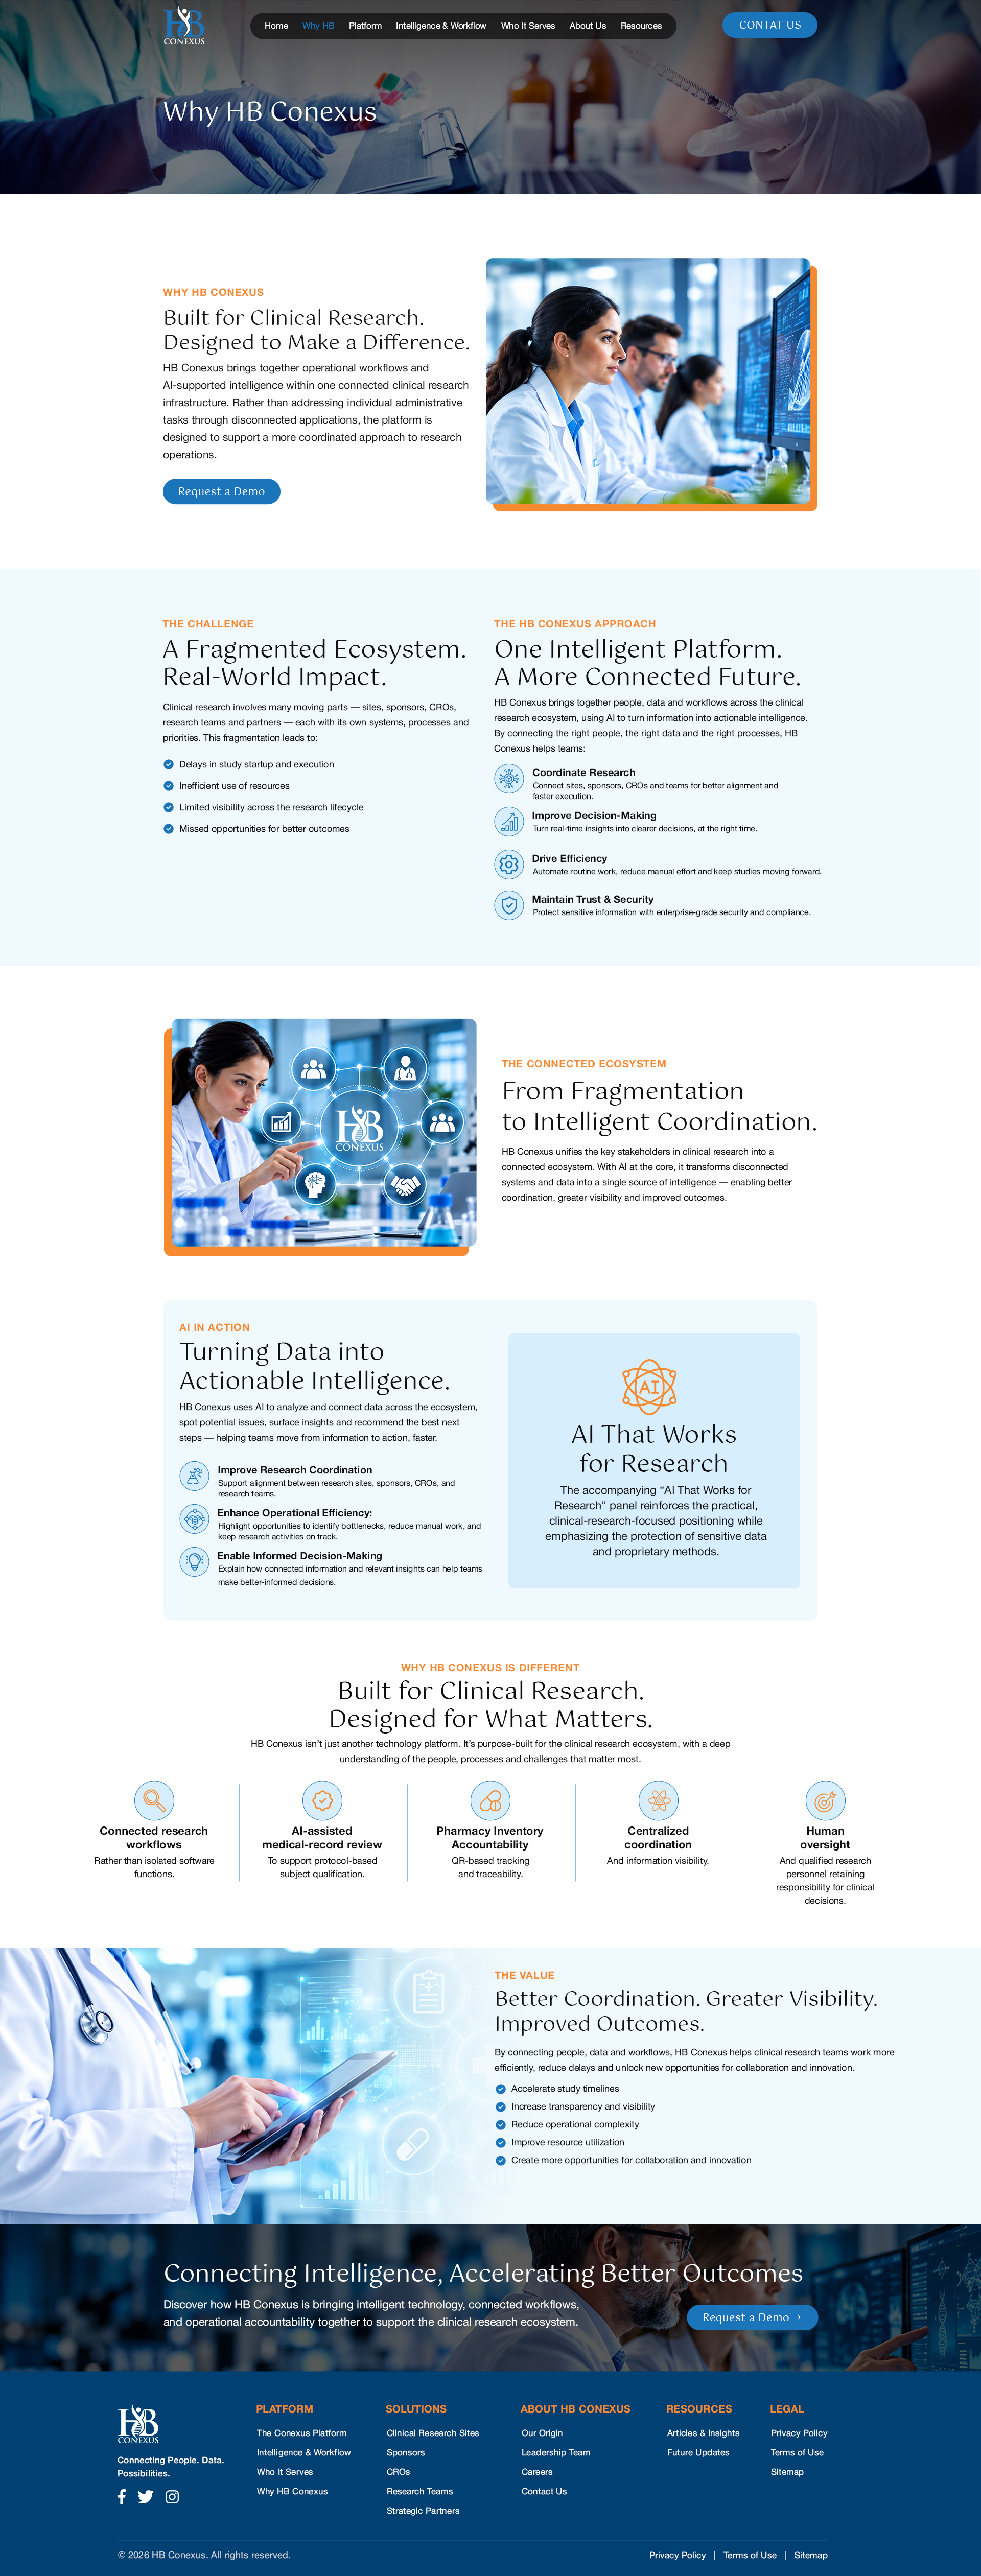 HB
CONEXUS
Home Why HB Platform Intelligence & Workflow Who It Serves About Us Resources
CONTAT US
Why HB Conexus
WHY HB CONEXUS
Built for Clinical Research.
Designed to Make a Difference.
HB Conexus brings together operational workflows and
AI-supported intelligence within one connected clinical research
infrastructure. Rather than addressing individual administrative
tasks through disconnected applications, the platform is
designed to support a more coordinated approach to research
operations.
Request a Demo
THE CHALLENGE
A Fragmented Ecosystem.
Real-World Impact.
Clinical research involves many moving parts — sites, sponsors, CROs,
research teams and partners — each with its own systems, processes and
priorities. This fragmentation leads to:
Delays in study startup and execution
Inefficient use of resources
Limited visibility across the research lifecycle
Missed opportunities for better outcomes
THE HB CONEXUS APPROACH
One Intelligent Platform.
A More Connected Future.
HB Conexus brings together people, data and workflows across the clinical
research ecosystem, using AI to turn information into actionable intelligence.
By connecting the right people, the right data and the right processes, HB
Conexus helps teams:
Coordinate Research
Connect sites, sponsors, CROs and teams for better alignment and
faster execution.
Improve Decision-Making
Turn real-time insights into clearer decisions, at the right time.
Drive Efficiency
Automate routine work, reduce manual effort and keep studies moving forward.
Maintain Trust & Security
Protect sensitive information with enterprise-grade security and compliance.
HB
CONEXUS
THE CONNECTED ECOSYSTEM
From Fragmentation
to Intelligent Coordination.
HB Conexus unifies the key stakeholders in clinical research into a
connected ecosystem. With AI at the core, it transforms disconnected
systems and data into a single source of intelligence — enabling better
coordination, greater visibility and improved outcomes.
AI IN ACTION
Turning Data into
Actionable Intelligence.
HB Conexus uses AI to analyze and connect data across the ecosystem,
spot potential issues, surface insights and recommend the best next
steps — helping teams move from information to action, faster.
Improve Research Coordination
Support alignment between research sites, sponsors, CROs, and
research teams.
Enhance Operational Efficiency:
Highlight opportunities to identify bottlenecks, reduce manual work, and
keep research activities on track.
Enable Informed Decision-Making
Explain how connected information and relevant insights can help teams
make better-informed decisions.
AI
AI That Works
for Research
The accompanying “AI That Works for
Research” panel reinforces the practical,
clinical-research-focused positioning while
emphasizing the protection of sensitive data
and proprietary methods.
WHY HB CONEXUS IS DIFFERENT
Built for Clinical Research.
Designed for What Matters.
HB Conexus isn’t just another technology platform. It’s purpose-built for the clinical research ecosystem, with a deep
understanding of the people, processes and challenges that matter most.
Connected research
workflows
Rather than isolated software
functions.
AI-assisted
medical-record review
To support protocol-based
subject qualification.
Pharmacy Inventory
Accountability
QR-based tracking
and traceability.
Centralized
coordination
And information visibility.
Human
oversight
And qualified research
personnel retaining
responsibility for clinical
decisions.
THE VALUE
Better Coordination. Greater Visibility.
Improved Outcomes.
By connecting people, data and workflows, HB Conexus helps clinical research teams work more
efficiently, reduce delays and unlock new opportunities for collaboration and innovation.
Accelerate study timelines
Increase transparency and visibility
Reduce operational complexity
Improve resource utilization
Create more opportunities for collaboration and innovation
Connecting Intelligence, Accelerating Better Outcomes
Discover how HB Conexus is bringing intelligent technology, connected workflows,
and operational accountability together to support the clinical research ecosystem.
Request a Demo →
HB
CONEXUS
Connecting People. Data.
Possibilities.
PLATFORM
The Conexus Platform
Intelligence & Workflow
Who It Serves
Why HB Conexus
SOLUTIONS
Clinical Research Sites
Sponsors
CROs
Research Teams
Strategic Partners
ABOUT HB CONEXUS
Our Origin
Leadership Team
Careers
Contact Us
RESOURCES
Articles & Insights
Future Updates
LEGAL
Privacy Policy
Terms of Use
Sitemap
© 2026 HB Conexus. All rights reserved.
Privacy Policy | Terms of Use | Sitemap